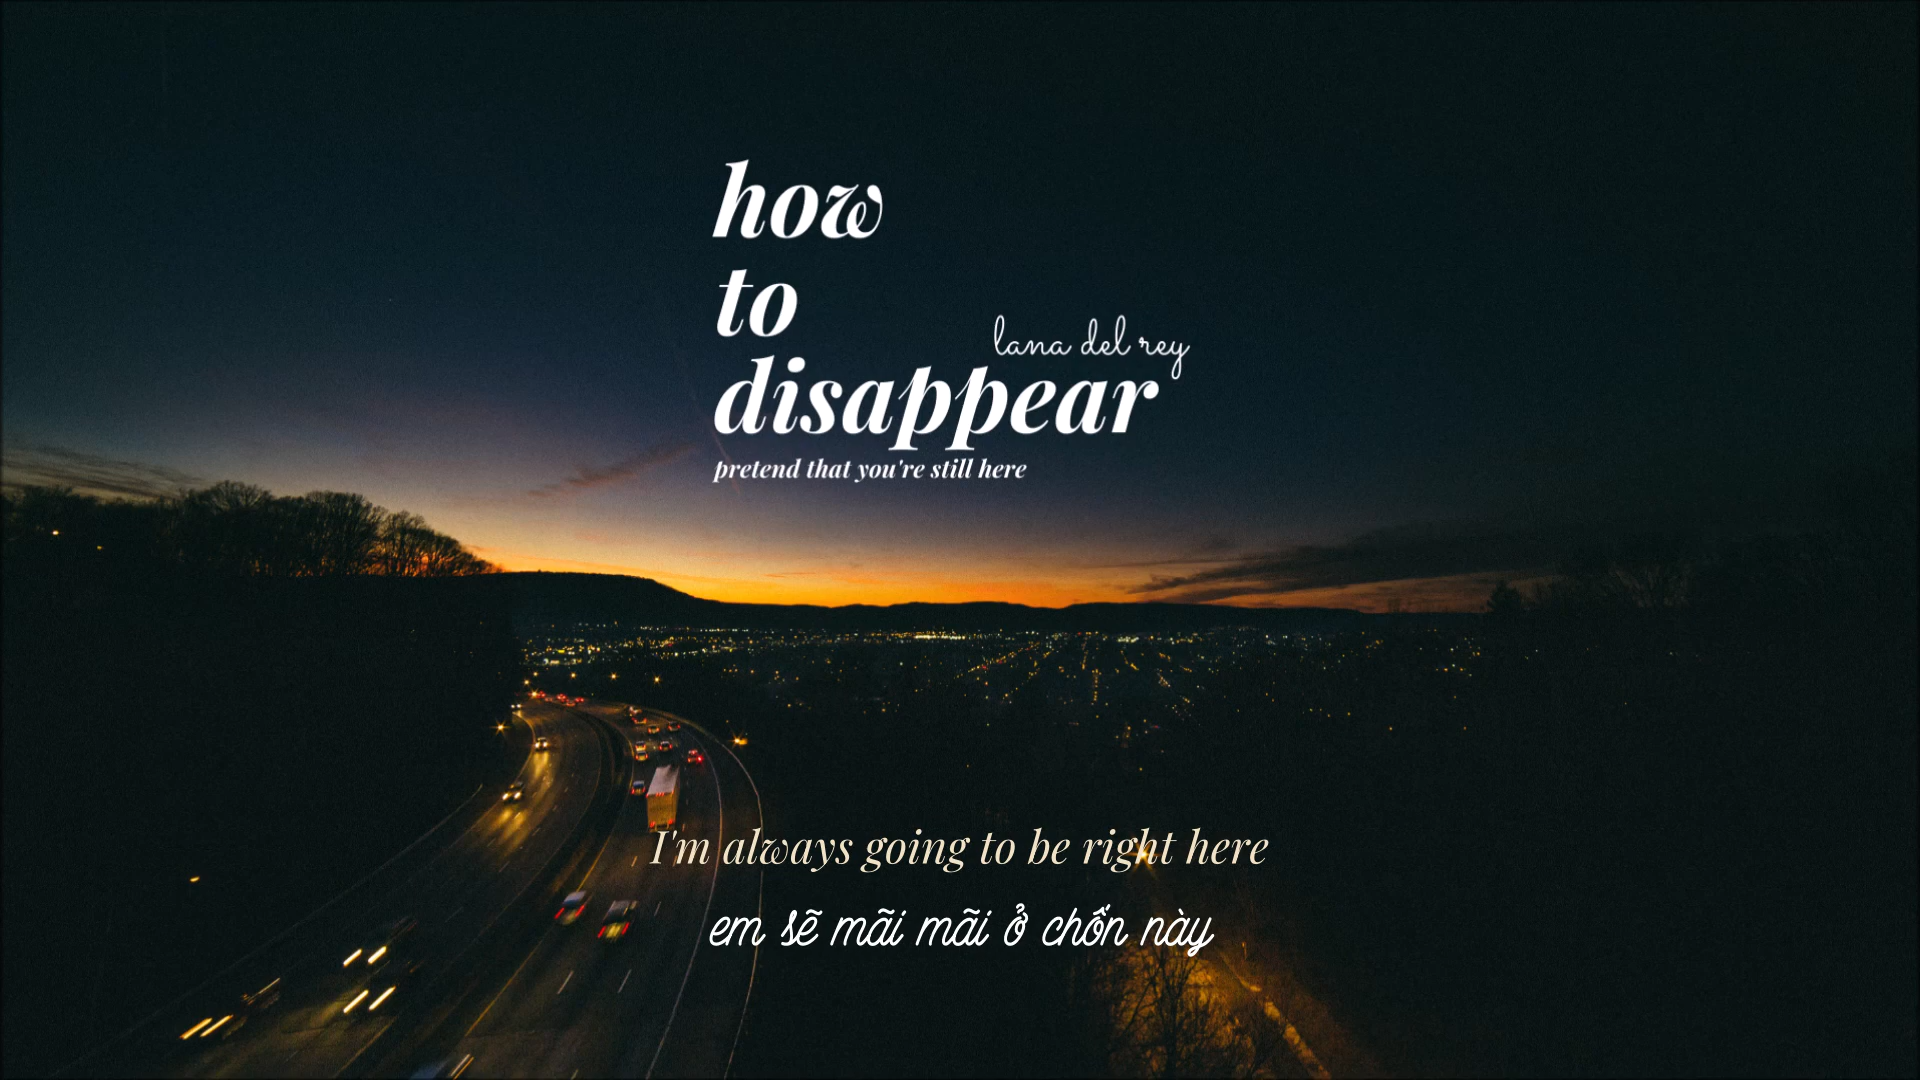 how
to
lana del rey
disappear
pretend that you're still here
I'm always going to be right here
em sẽ mãi mãi ở chốn này